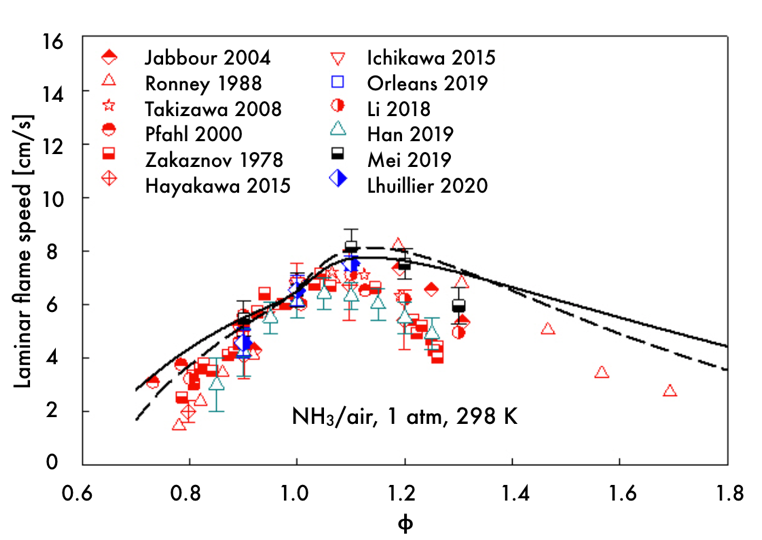 16
14
12
10
8
6
4
2
0
Laminar flame speed [cm/s]
Jabbour 2004
Ronney 1988
Takizawa 2008
Pfahl 2000
Zakaznov 1978
Hayakawa 2015
Ichikawa 2015
Orleans 2019
Li 2018
Han 2019
Mei 2019
Lhuillier 2020
NH₃/air, 1 atm, 298 K
0.6 0.8 1.0 1.2 1.4 1.6 1.8
ϕ